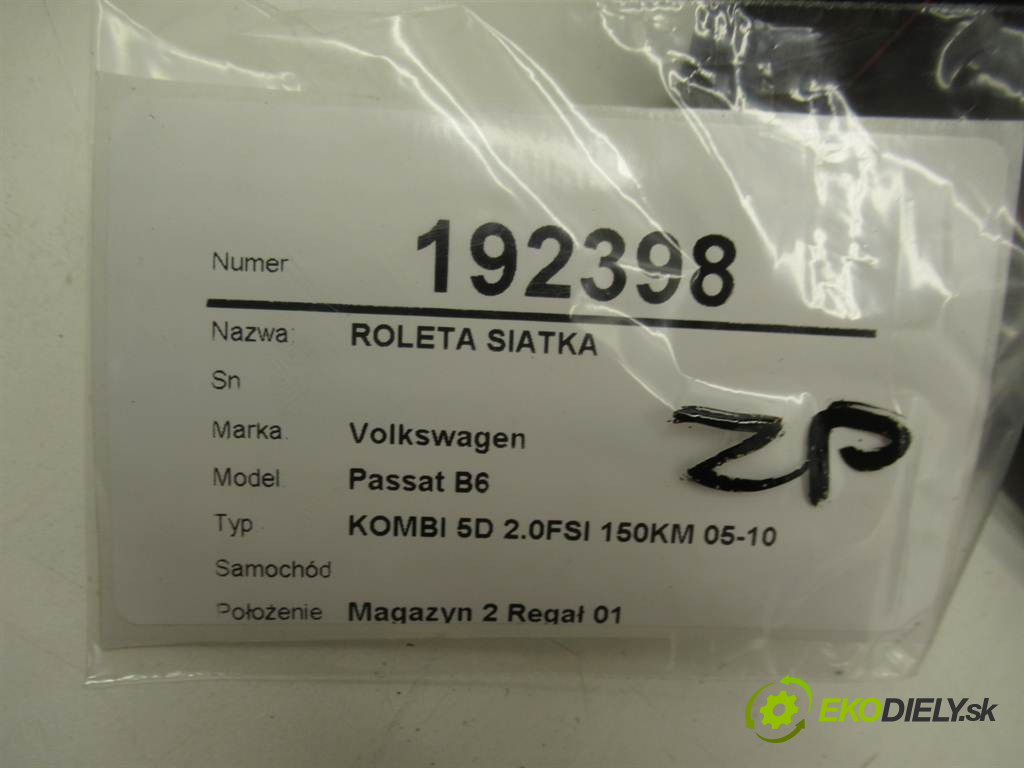 Numer 192398
Nazwa: ROLETA SIATKA
Sn
Marka: Volkswagen
Model Passat B6
Typ KOMBI 5D 2.0FSI 150KM 05-10
Samochód
Położenie Magazyn 2 Regał 01
ZP
EKODIELY.sk